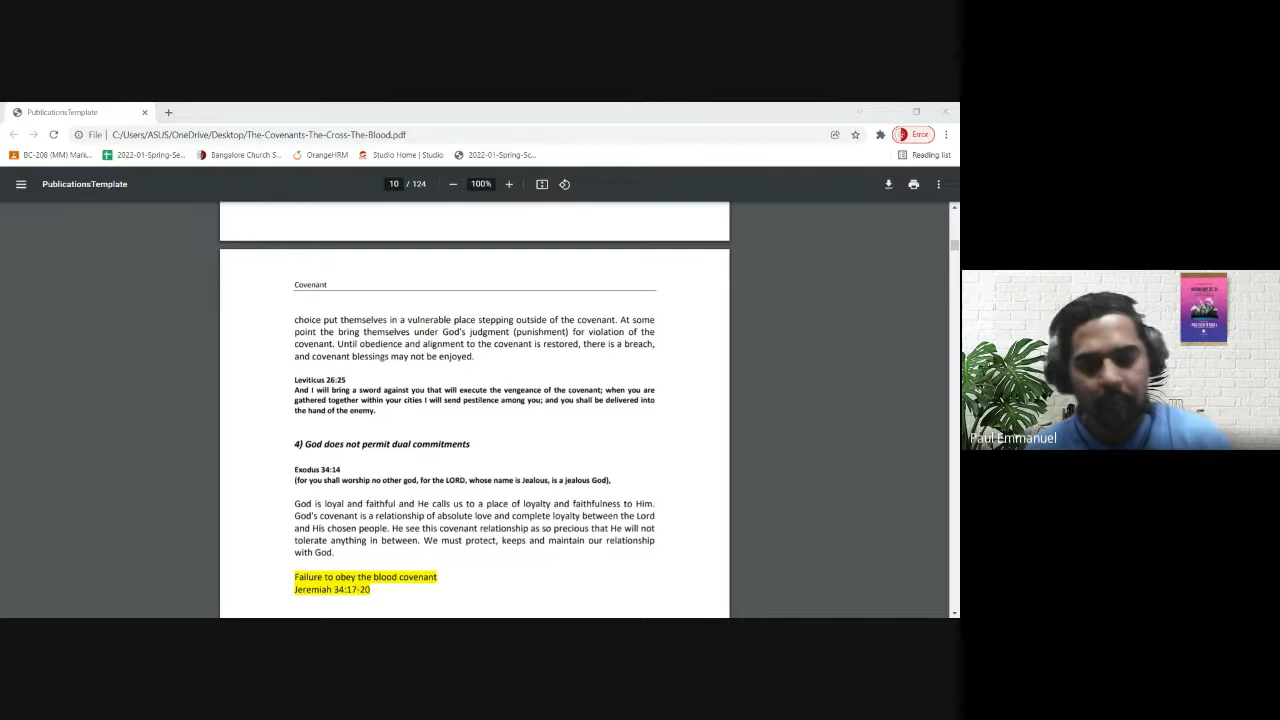 PublicationsTemplate
File
C:/Users/ASUS/OneDrive/Desktop/The-Covenants-The-Cross-The-Blood.pdf
Error
BC-208 (MM) Mark...
2022-01-Spring-Se...
Bangalore Church S...
OrangeHRM
Studio Home | Studio
2022-01-Spring-Sc...
Reading list
PublicationsTemplate
10 / 124
100%
Covenant
choice put themselves in a vulnerable place stepping outside of the covenant. At some
point the bring themselves under God's judgment (punishment) for violation of the
covenant. Until obedience and alignment to the covenant is restored, there is a breach,
and covenant blessings may not be enjoyed.
Leviticus 26:25
And I will bring a sword against you that will execute the vengeance of the covenant; when you are
gathered together within your cities I will send pestilence among you; and you shall be delivered into
the hand of the enemy.
4) God does not permit dual commitments
Exodus 34:14
(for you shall worship no other god, for the LORD, whose name is Jealous, is a jealous God),
God is loyal and faithful and He calls us to a place of loyalty and faithfulness to Him.
God's covenant is a relationship of absolute love and complete loyalty between the Lord
and His chosen people. He see this covenant relationship as so precious that He will not
tolerate anything in between. We must protect, keeps and maintain our relationship
with God.
Failure to obey the blood covenant
Jeremiah 34:17-20
Paul Emmanuel